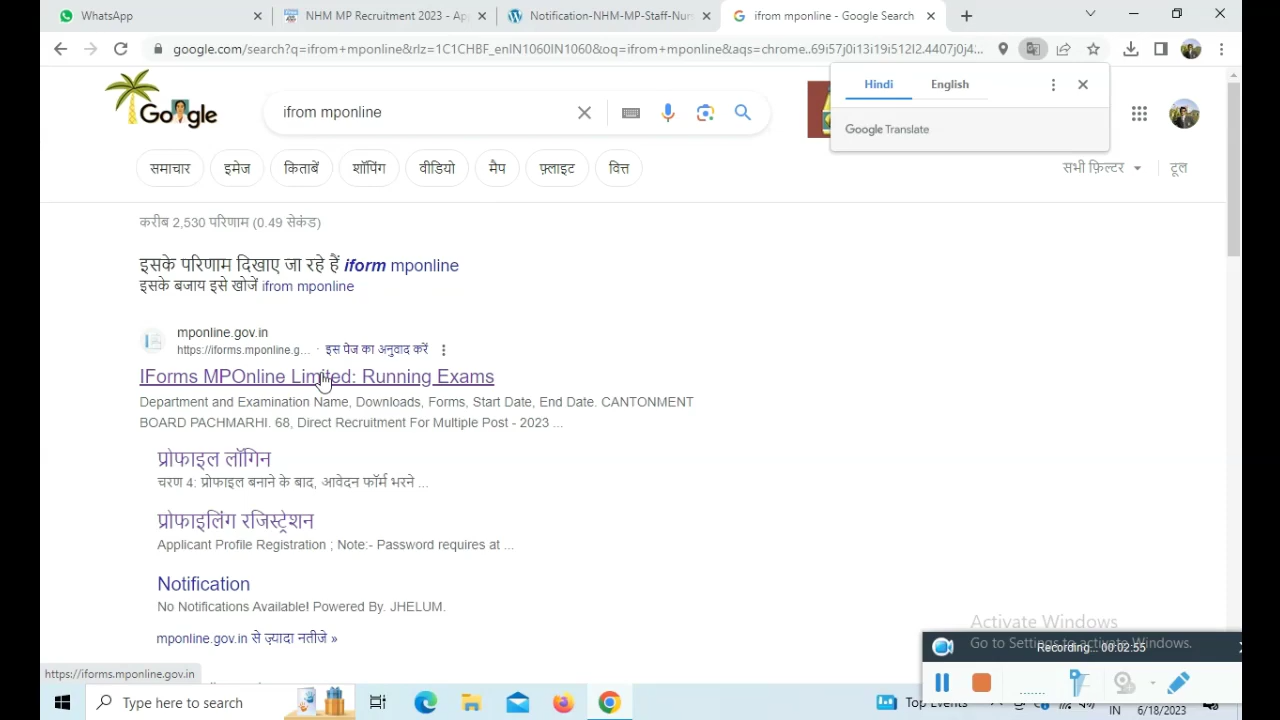 WhatsApp
NHM MP Recruitment 2023 - Ap
Notification-NHM-MP-Staff-Nur
ifrom mponline - Google Search
google.com/search?q=ifrom+mponline&rlz=1C1CHBF_enIN1060IN1060&oq=ifrom+mponline&aqs=chrome..69i57j0i13i19i512l2.4407j0j4...
Hindi
English
Google Translate
Google
ifrom mponline
समाचार
इमेज
किताबें
शॉपिंग
वीडियो
मैप
फ़्लाइट
वित्त
सभी फ़िल्टर
टूल
करीब 2,530 परिणाम (0.49 सेकंड)
इसके परिणाम दिखाए जा रहे हैं iform mponline
इसके बजाय इसे खोजें ifrom mponline
mponline.gov.in
https://iforms.mponline.g... · इस पेज का अनुवाद करें
IForms MPOnline Limited: Running Exams
Department and Examination Name, Downloads, Forms, Start Date, End Date. CANTONMENT
BOARD PACHMARHI. 68, Direct Recruitment For Multiple Post - 2023 ...
प्रोफाइल लॉगिन
चरण 4: प्रोफाइल बनाने के बाद, आवेदन फॉर्म भरने ...
प्रोफाइलिंग रजिस्ट्रेशन
Applicant Profile Registration ; Note:- Password requires at ...
Notification
No Notifications Available! Powered By. JHELUM.
mponline.gov.in से ज़्यादा नतीजे »
Activate Windows
Go to Settings to activate Windows.
Recording... 00:02:55
https://iforms.mponline.gov.in
Type here to search
Top Events
IN
6/18/2023